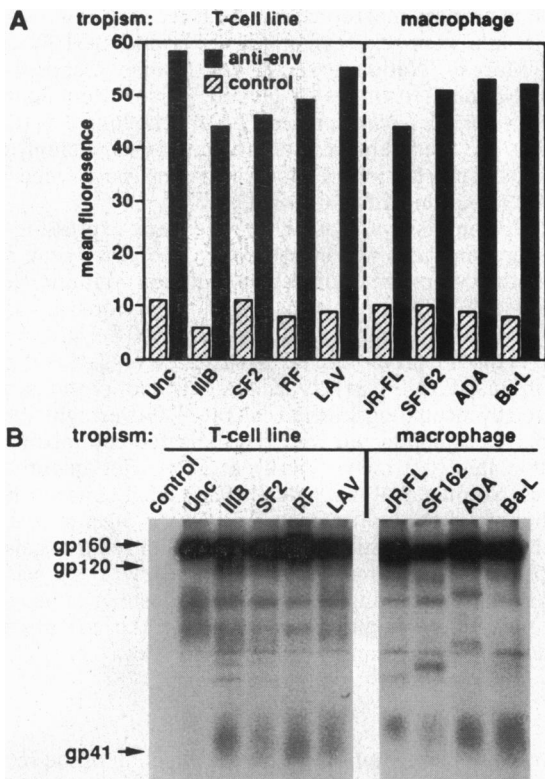 A
tropism: T-cell line macrophage
60
50
40
30
20
10
0
mean fluoresence
anti-env
control
Unc IIIB SF2 RF LAV JR-FL SF162 ADA Ba-L
B
tropism: T-cell line macrophage
control Unc IIIB SF2 RF LAV JR-FL SF162 ADA Ba-L
gp160
gp120
gp41